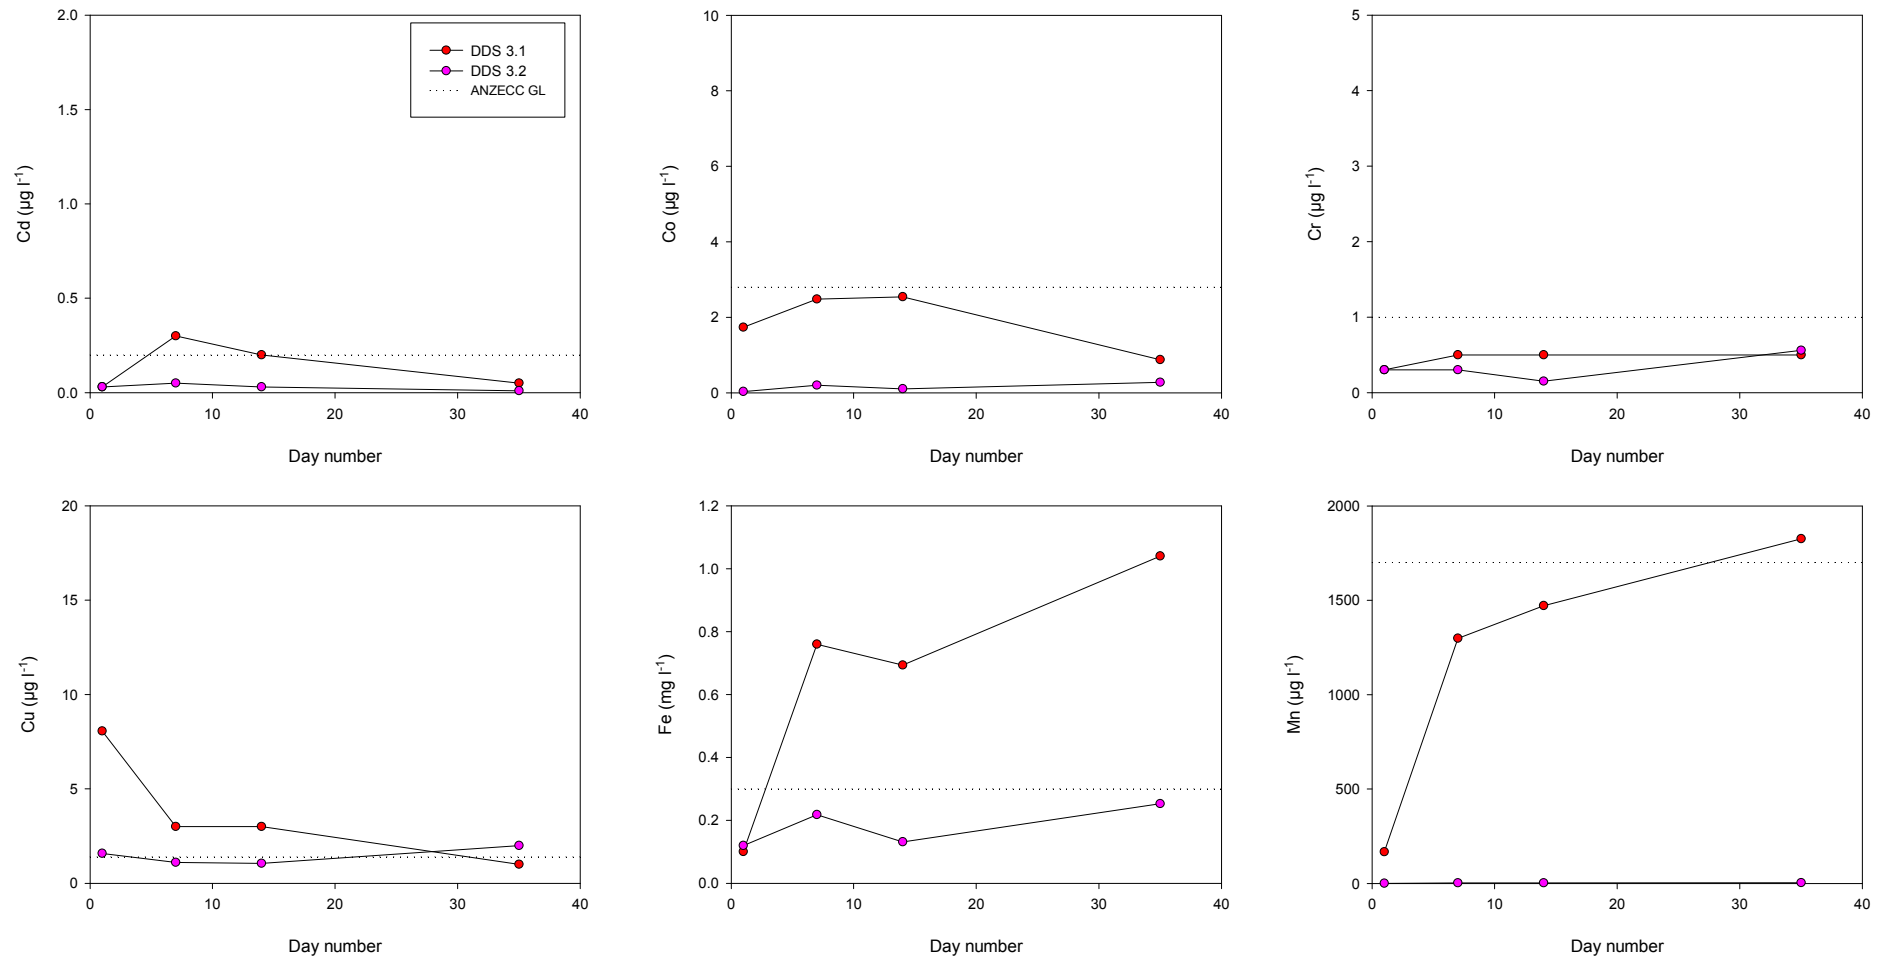 2.0
1.5
1.0
0.5
0.0
0 10 20 30 40
Cd (µg l-1)
Day number
DDS 3.1
DDS 3.2
ANZECC GL
10
8
6
4
2
0
0 10 20 30 40
Co (µg l-1)
Day number
5
4
3
2
1
0
0 10 20 30 40
Cr (µg l-1)
Day number
20
15
10
5
0
0 10 20 30 40
Cu (µg l-1)
Day number
1.2
1.0
0.8
0.6
0.4
0.2
0.0
0 10 20 30 40
Fe (mg l-1)
Day number
2000
1500
1000
500
0
0 10 20 30 40
Mn (µg l-1)
Day number